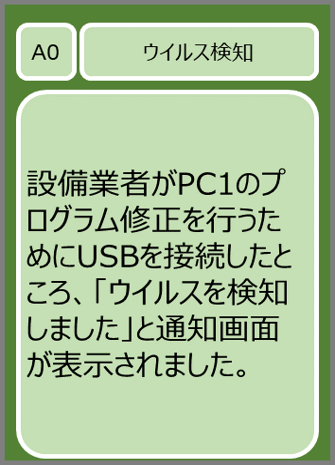 A0
ウイルス検知
設備業者がPC1のプ
ログラム修正を行うた
めにUSBを接続したと
ころ、「ウイルスを検知
しました」と通知画面
が表示されました。